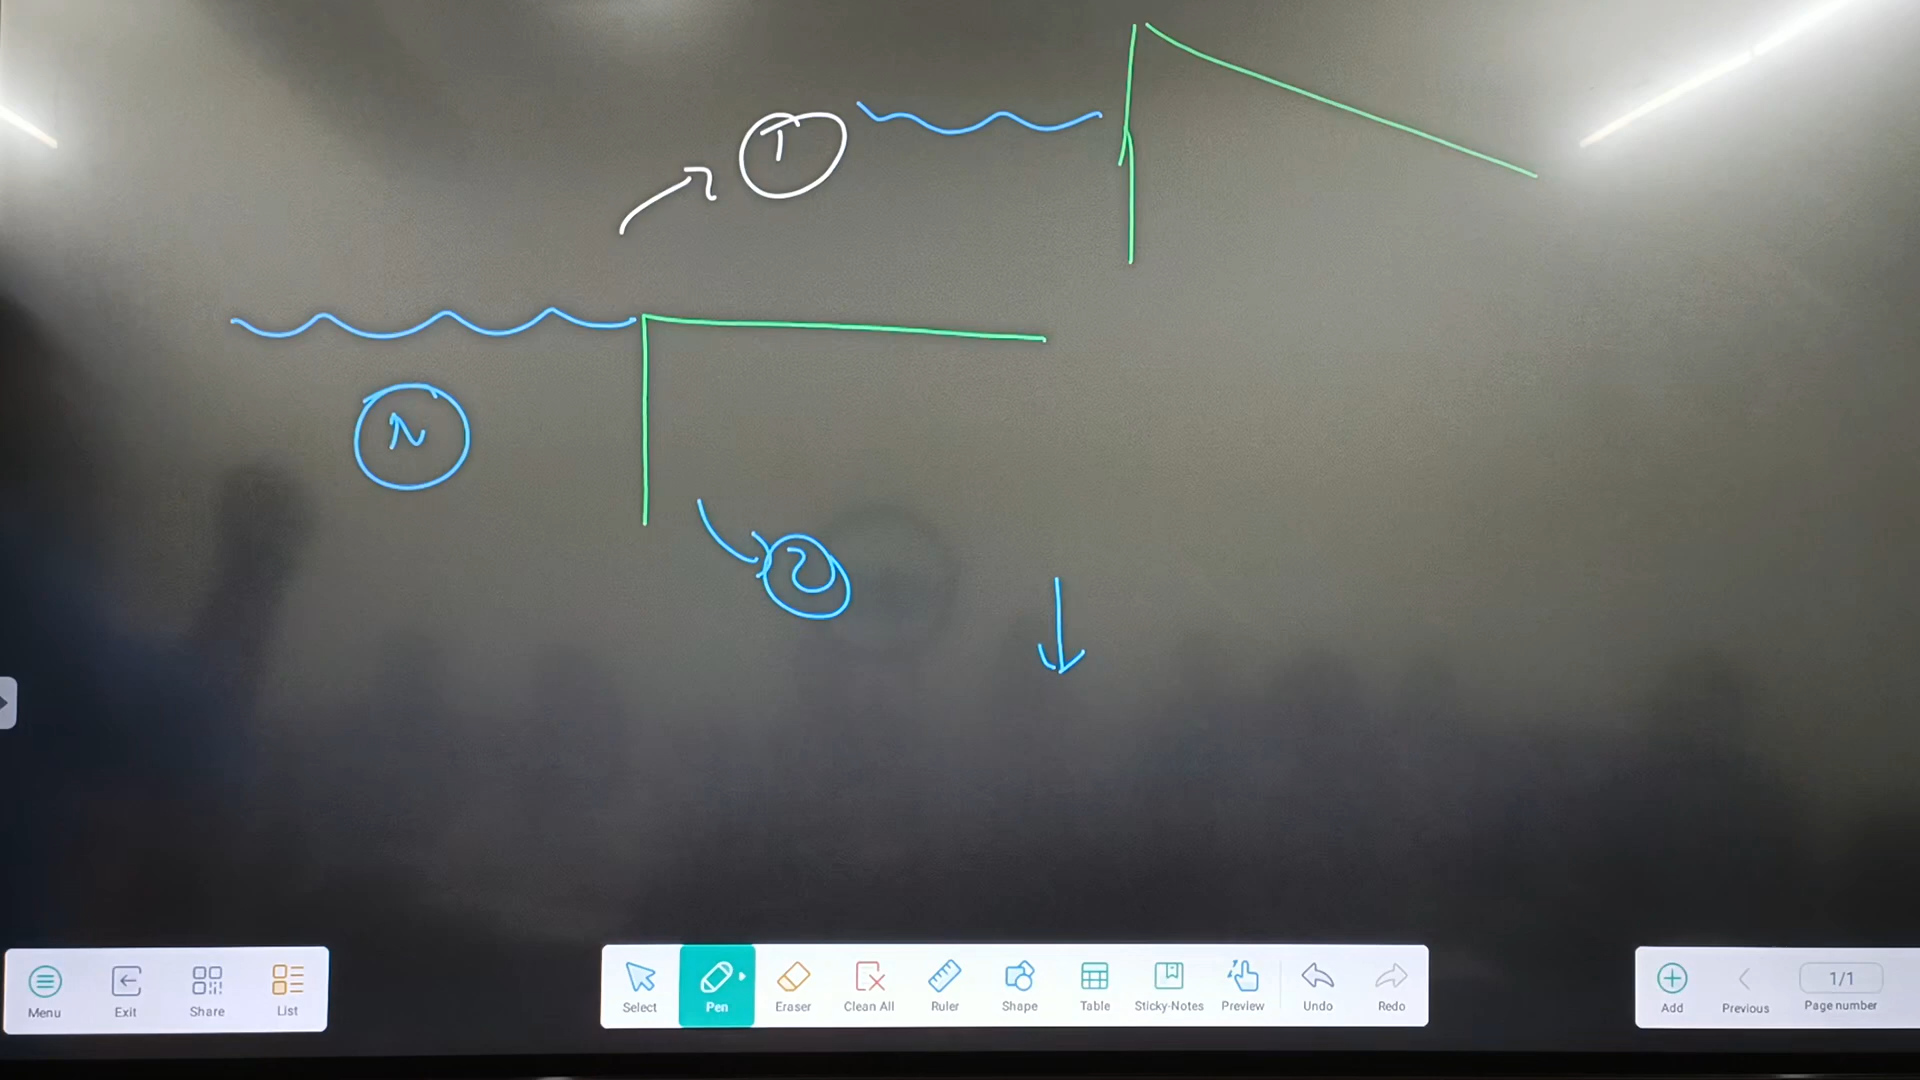 1
N
2
Menu Exit Share List
Select Pen Eraser Clean All Ruler Shape Table Sticky-Notes Preview Undo Redo
Add Previous 1/1 Page number